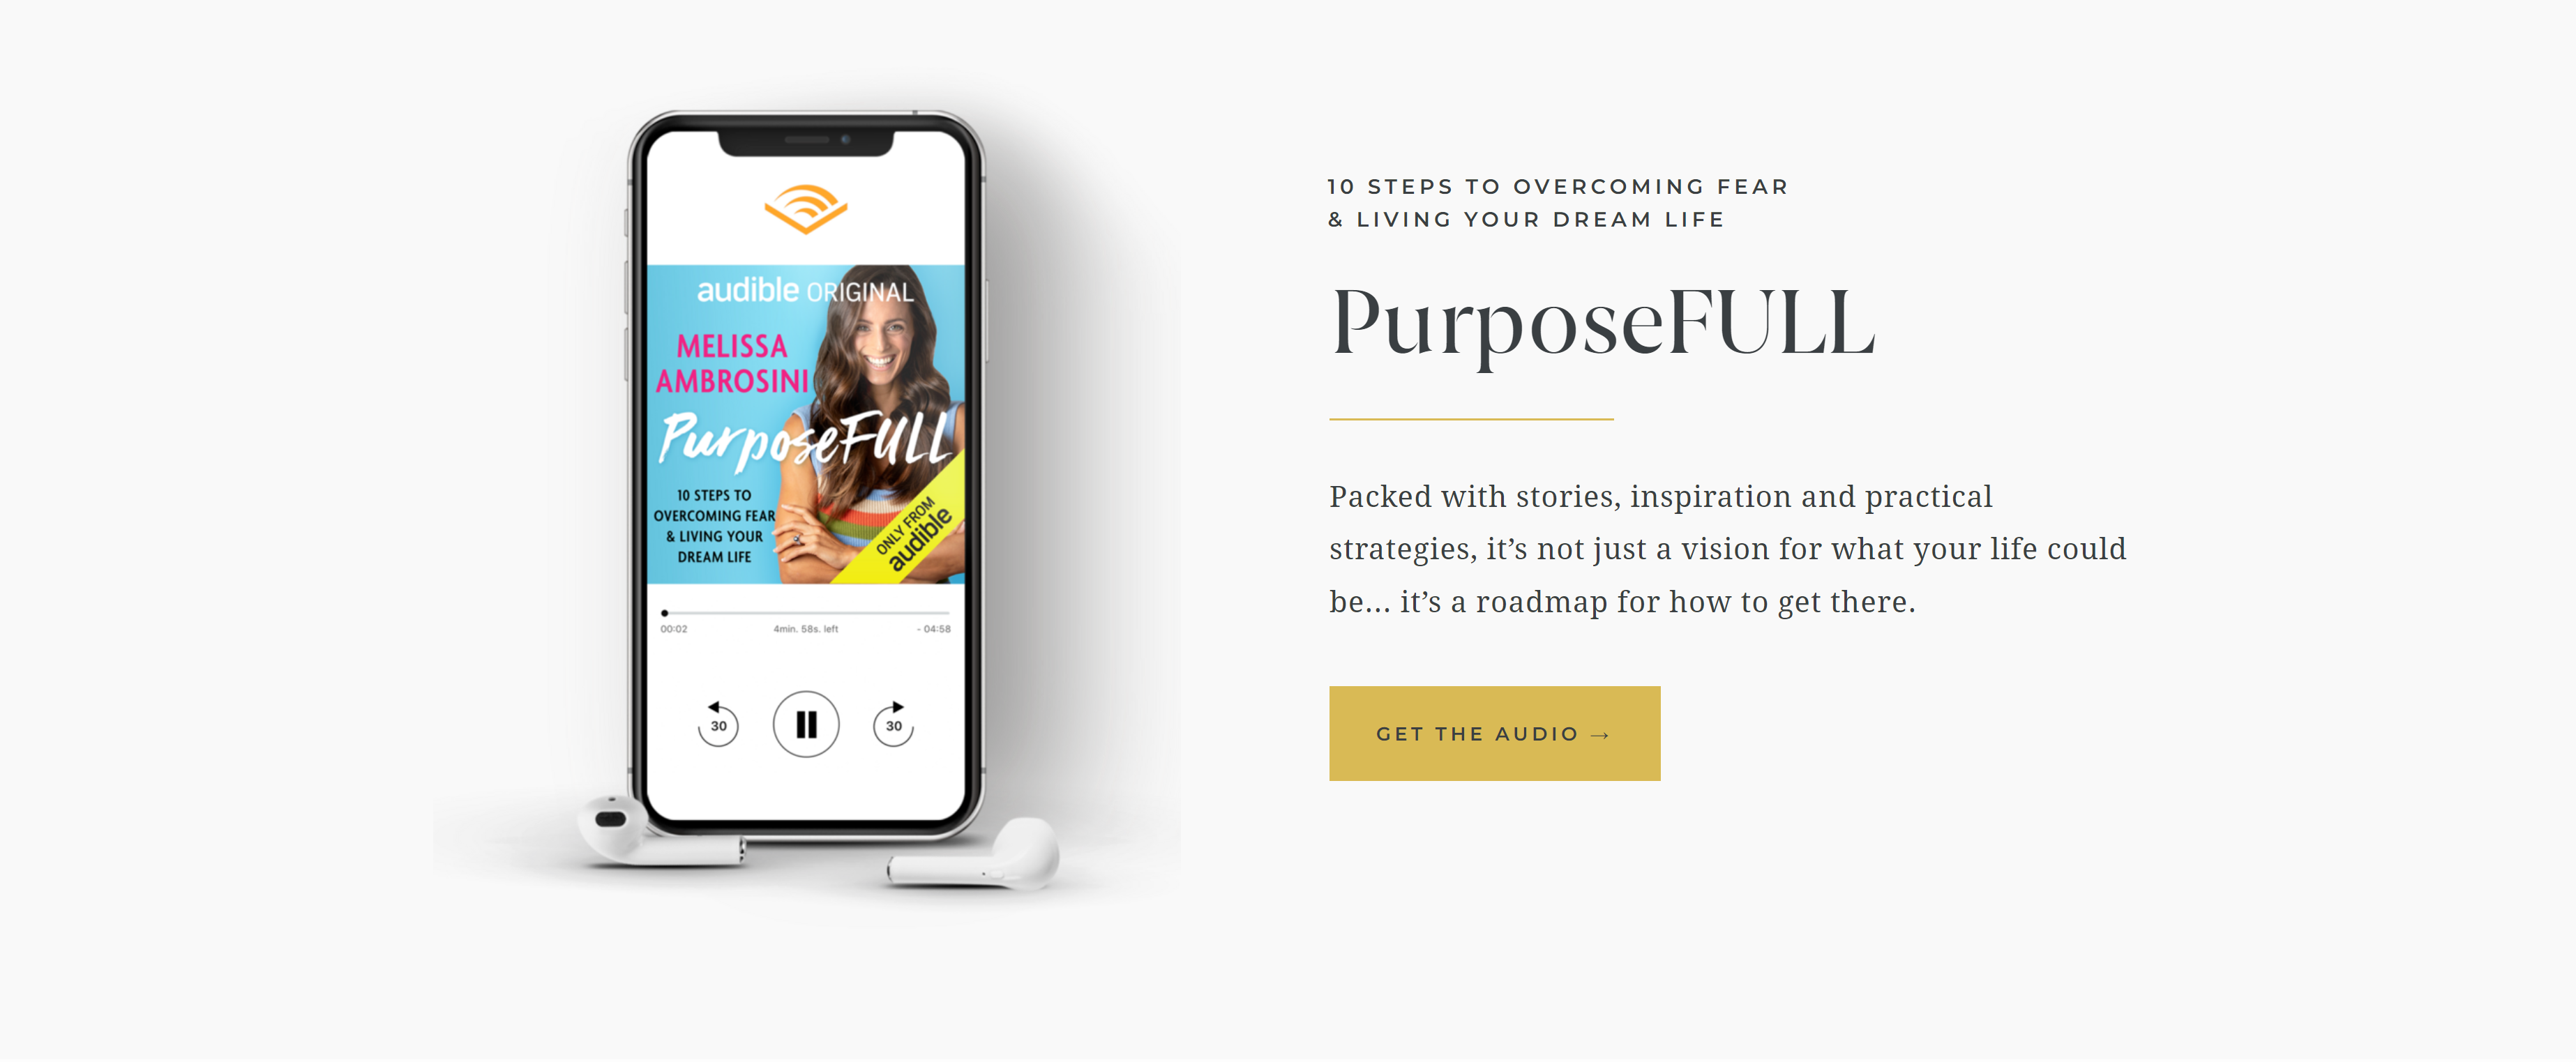 audible ORIGINAL
MELISSA
AMBROSINI
PurposeFULL
10 STEPS TO
OVERCOMING FEAR
& LIVING YOUR
DREAM LIFE
ONLY FROM
audible
00:02 4min. 58s. left - 04:58
30 30
10 STEPS TO OVERCOMING FEAR
& LIVING YOUR DREAM LIFE
PurposeFULL
Packed with stories, inspiration and practical
strategies, it’s not just a vision for what your life could
be... it’s a roadmap for how to get there.
GET THE AUDIO →